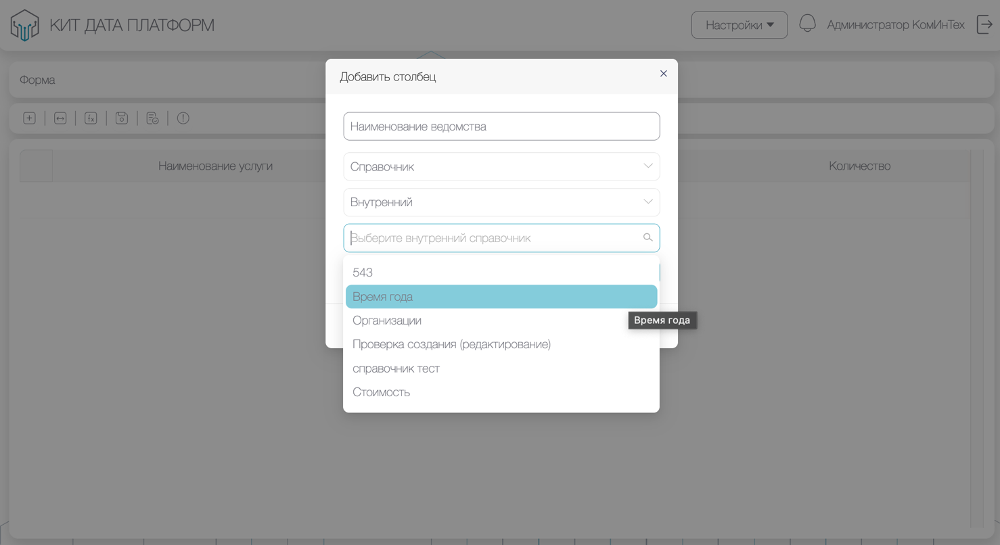 КИТ ДАТА ПЛАТФОРМ
Настройки
Администратор КомИнТех
Добавить столбец
Форма
Наименование ведомства
fx
Наименование услуги
Справочник
Количество
Внутренний
Выберите внутренний справочник
543
Время года
Организации
Время года
Проверка создания (редактирование)
справочник тест
Стоимость